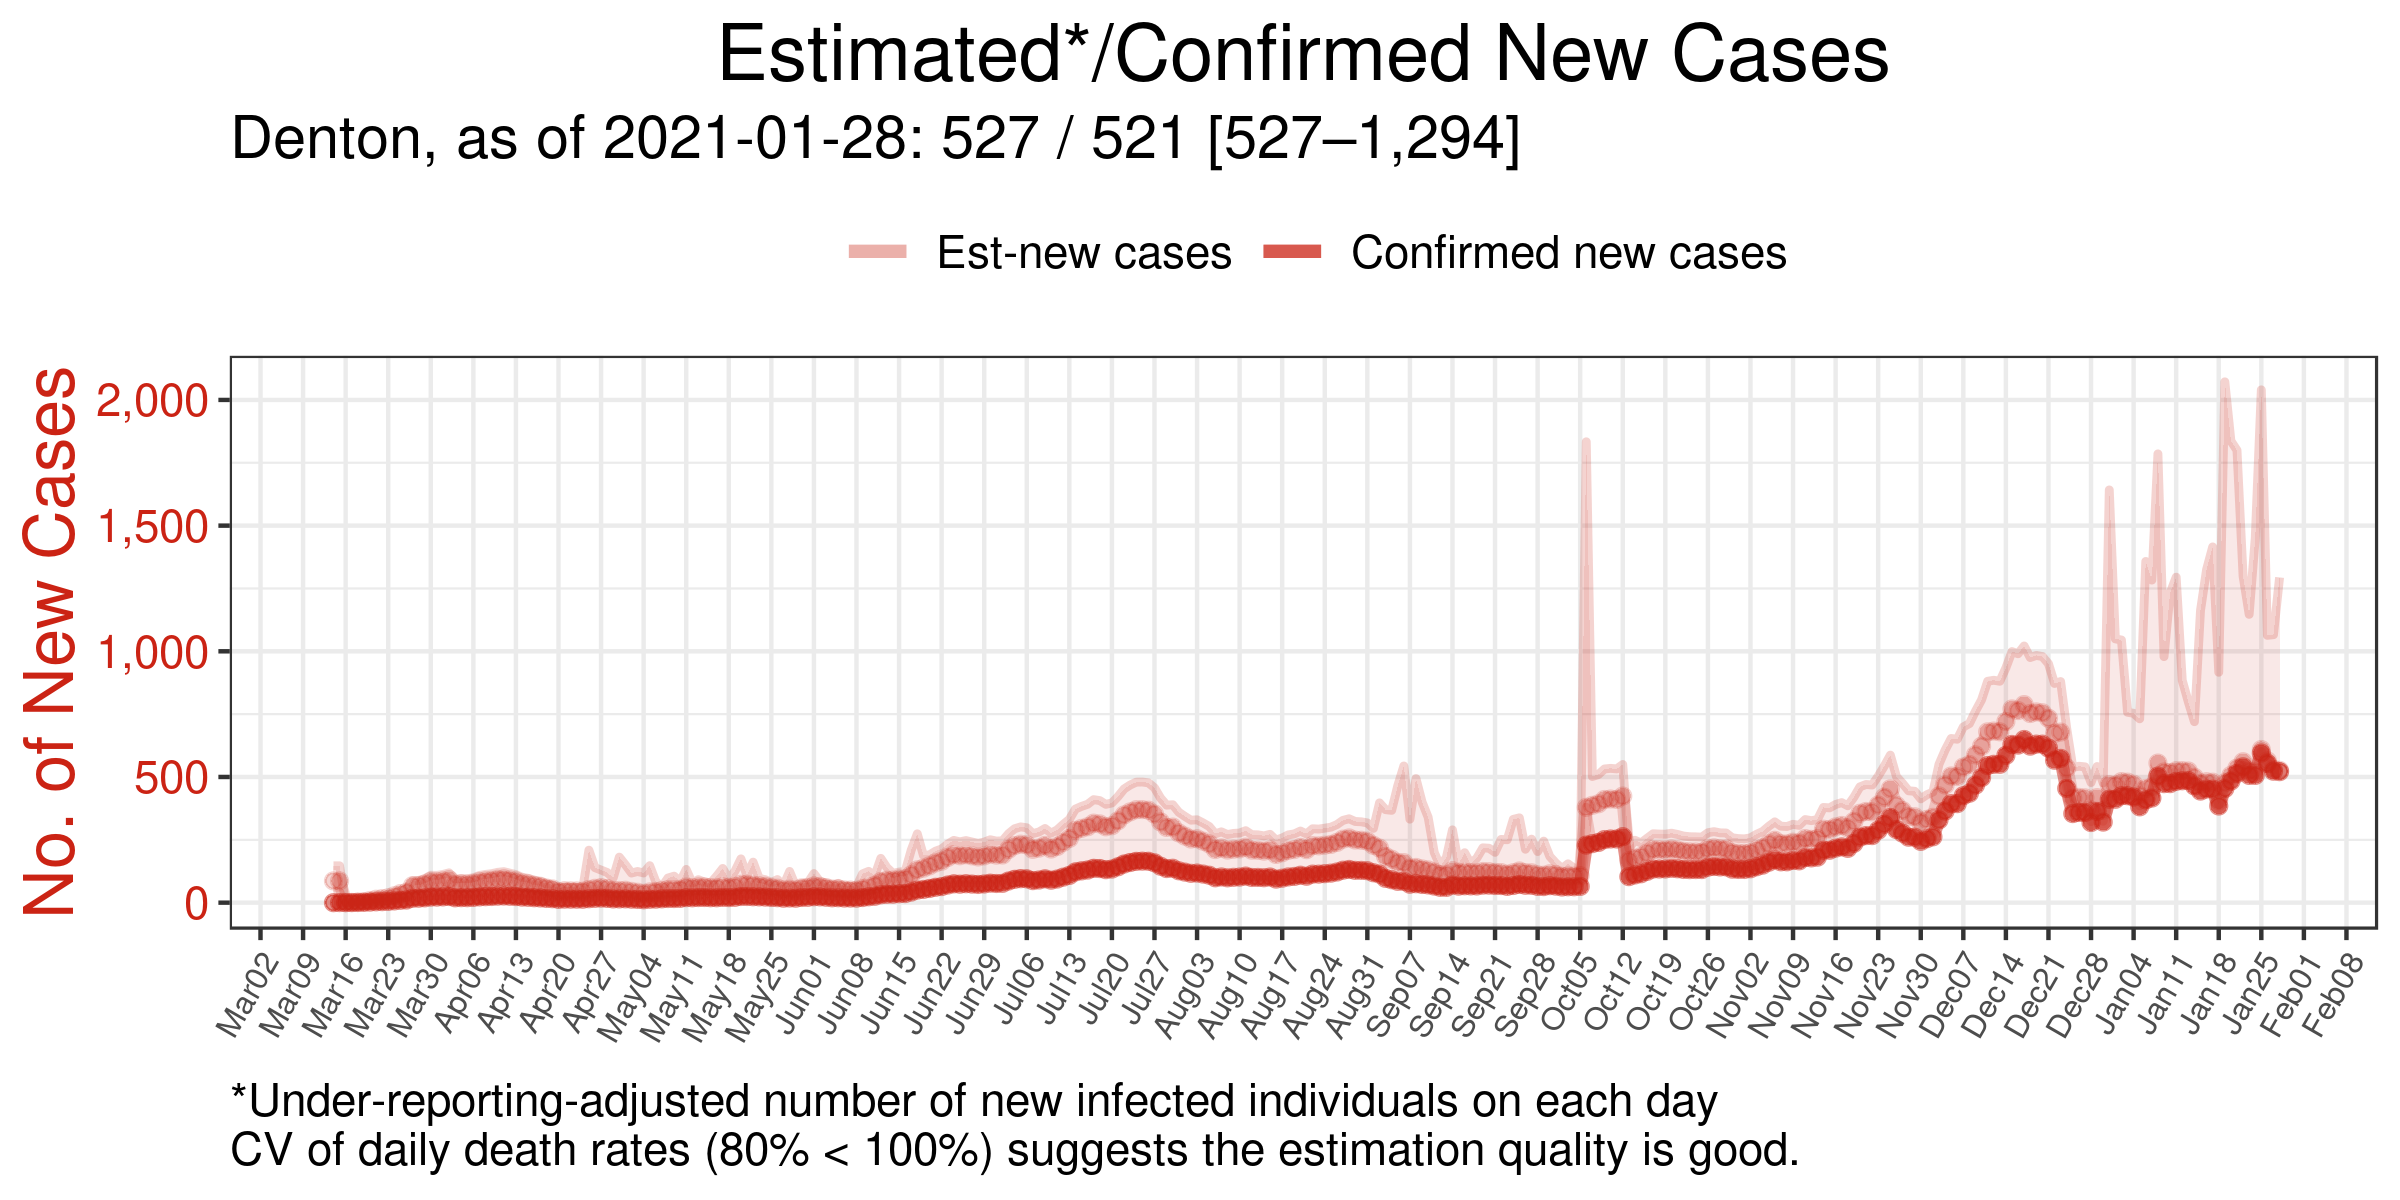 Estimated*/Confirmed New Cases
Denton, as of 2021-01-28: 527 / 521 [527–1,294]
Est-new cases Confirmed new cases
No. of New Cases
2,000
1,500
1,000
500
0
Mar02 Mar09 Mar16 Mar23 Mar30 Apr06 Apr13 Apr20 Apr27 May04 May11 May18 May25 Jun01 Jun08 Jun15 Jun22 Jun29 Jul06 Jul13 Jul20 Jul27 Aug03 Aug10 Aug17 Aug24 Aug31 Sep07 Sep14 Sep21 Sep28 Oct05 Oct12 Oct19 Oct26 Nov02 Nov09 Nov16 Nov23 Nov30 Dec07 Dec14 Dec21 Dec28 Jan04 Jan11 Jan18 Jan25 Feb01 Feb08
*Under-reporting-adjusted number of new infected individuals on each day
CV of daily death rates (80% < 100%) suggests the estimation quality is good.